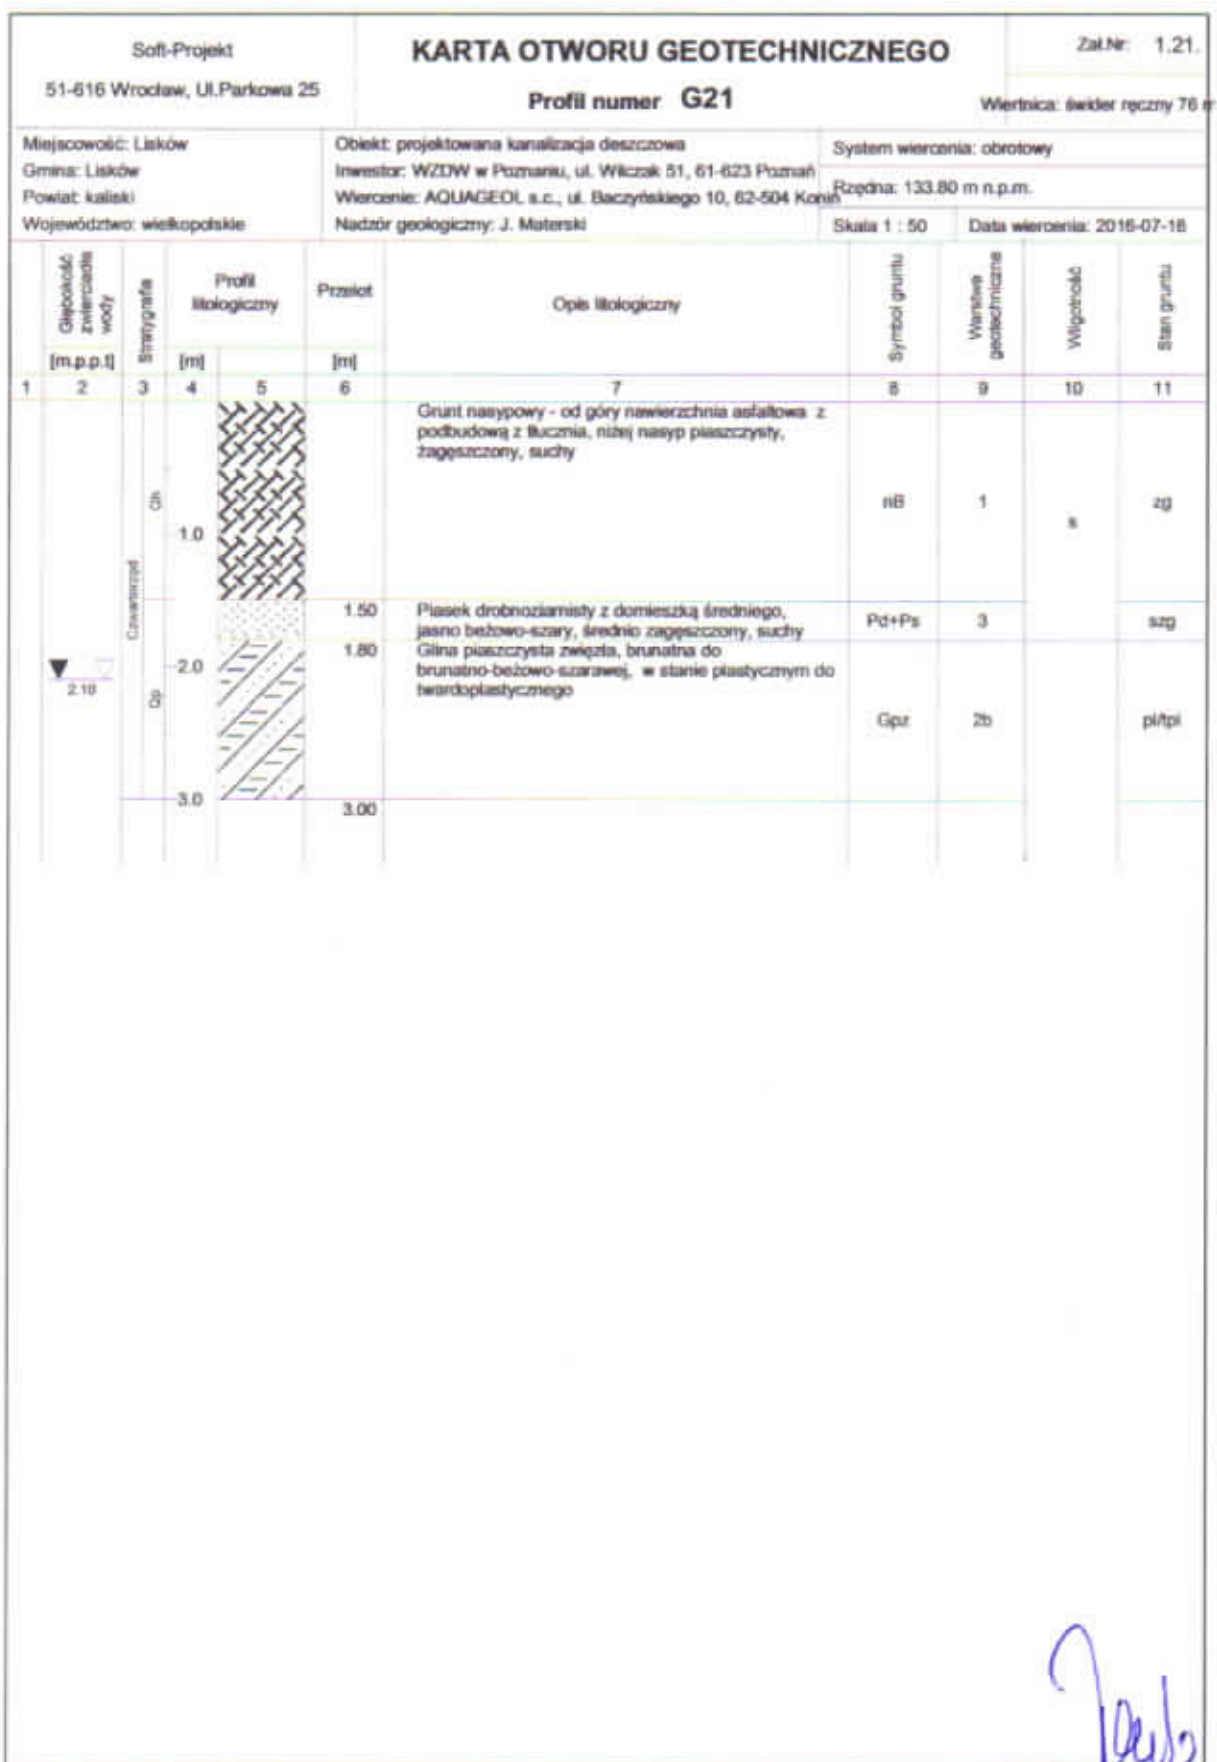 Soft-Projekt
51-616 Wrocław, Ul.Parkowa 25
KARTA OTWORU GEOTECHNICZNEGO
Profil numer G21
Zał.Nr: 1.21.
Wiertnica: świder ręczny 76
Miejscowość: Lisków
Gmina: Lisków
Powiat: kaliski
Województwo: wielkopolskie
Obiekt: projektowana kanalizacja deszczowa
Inwestor: WZDW w Poznaniu, ul. Wilczak 51, 61-623 Poznań
Wiercenie: AQUAGEOL s.c., ul. Baczyńskiego 10, 62-504 Konin
Nadzór geologiczny: J. Materski
System wiercenia: obrotowy
Rzędna: 133.80 m n.p.m.
Skala 1 : 50
Data wiercenia: 2016-07-16
Głębokość zwierciadła wody
[m.p.p.t]
Stratygrafia
Profil litologiczny
[m]
Przelot
[m]
Opis litologiczny
Symbol gruntu
Warstwa geotechniczna
Wilgotność
Stan gruntu
1 2 3 4 5 6 7 8 9 10 11
Grunt nasypowy - od góry nawierzchnia asfaltowa z
podbudową z tłucznia, niżej nasyp piaszczysty,
zagęszczony, suchy
Qh
nB 1 s zg
1.0
Czwartorzęd
1.50
Piasek drobnoziarnisty z domieszką średniego,
jasno beżowo-szary, średnio zagęszczony, suchy
Pd+Ps 3 szg
1.80
Glina piaszczysta zwięzła, brunatna do
brunatno-beżowo-szarawej, w stanie plastycznym do
twardoplastycznego
2.0
2.10
Qp
Gpz 2b pl/tpl
3.0
3.00